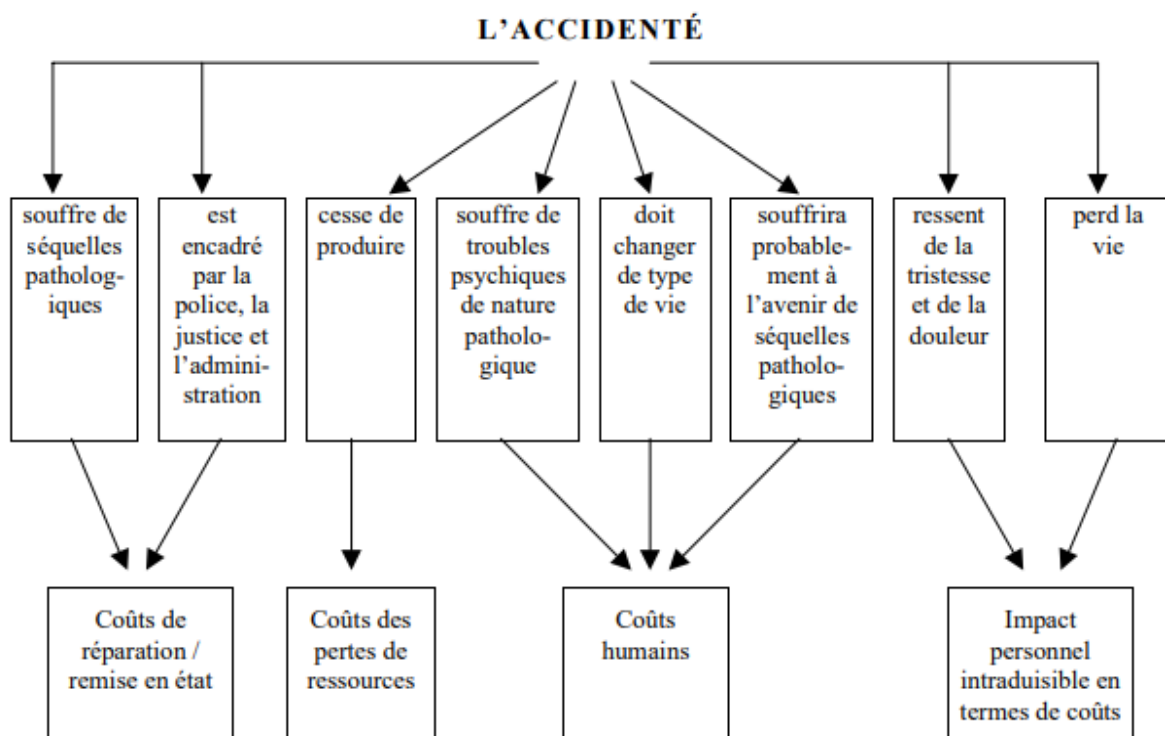 L'ACCIDENTÉ
souffre de
séquelles
patholog-
iques
est
encadré
par la
police, la
justice et
l'admini-
stration
cesse de
produire
souffre de
troubles
psychiques
de nature
patholo-
gique
doit
changer
de type
de vie
souffrira
probable-
ment à
l'avenir de
séquelles
patholo-
giques
ressent
de la
tristesse
et de la
douleur
perd la
vie
Coûts de
réparation /
remise en état
Coûts des
pertes de
ressources
Coûts
humains
Impact
personnel
intraduisible en
termes de coûts